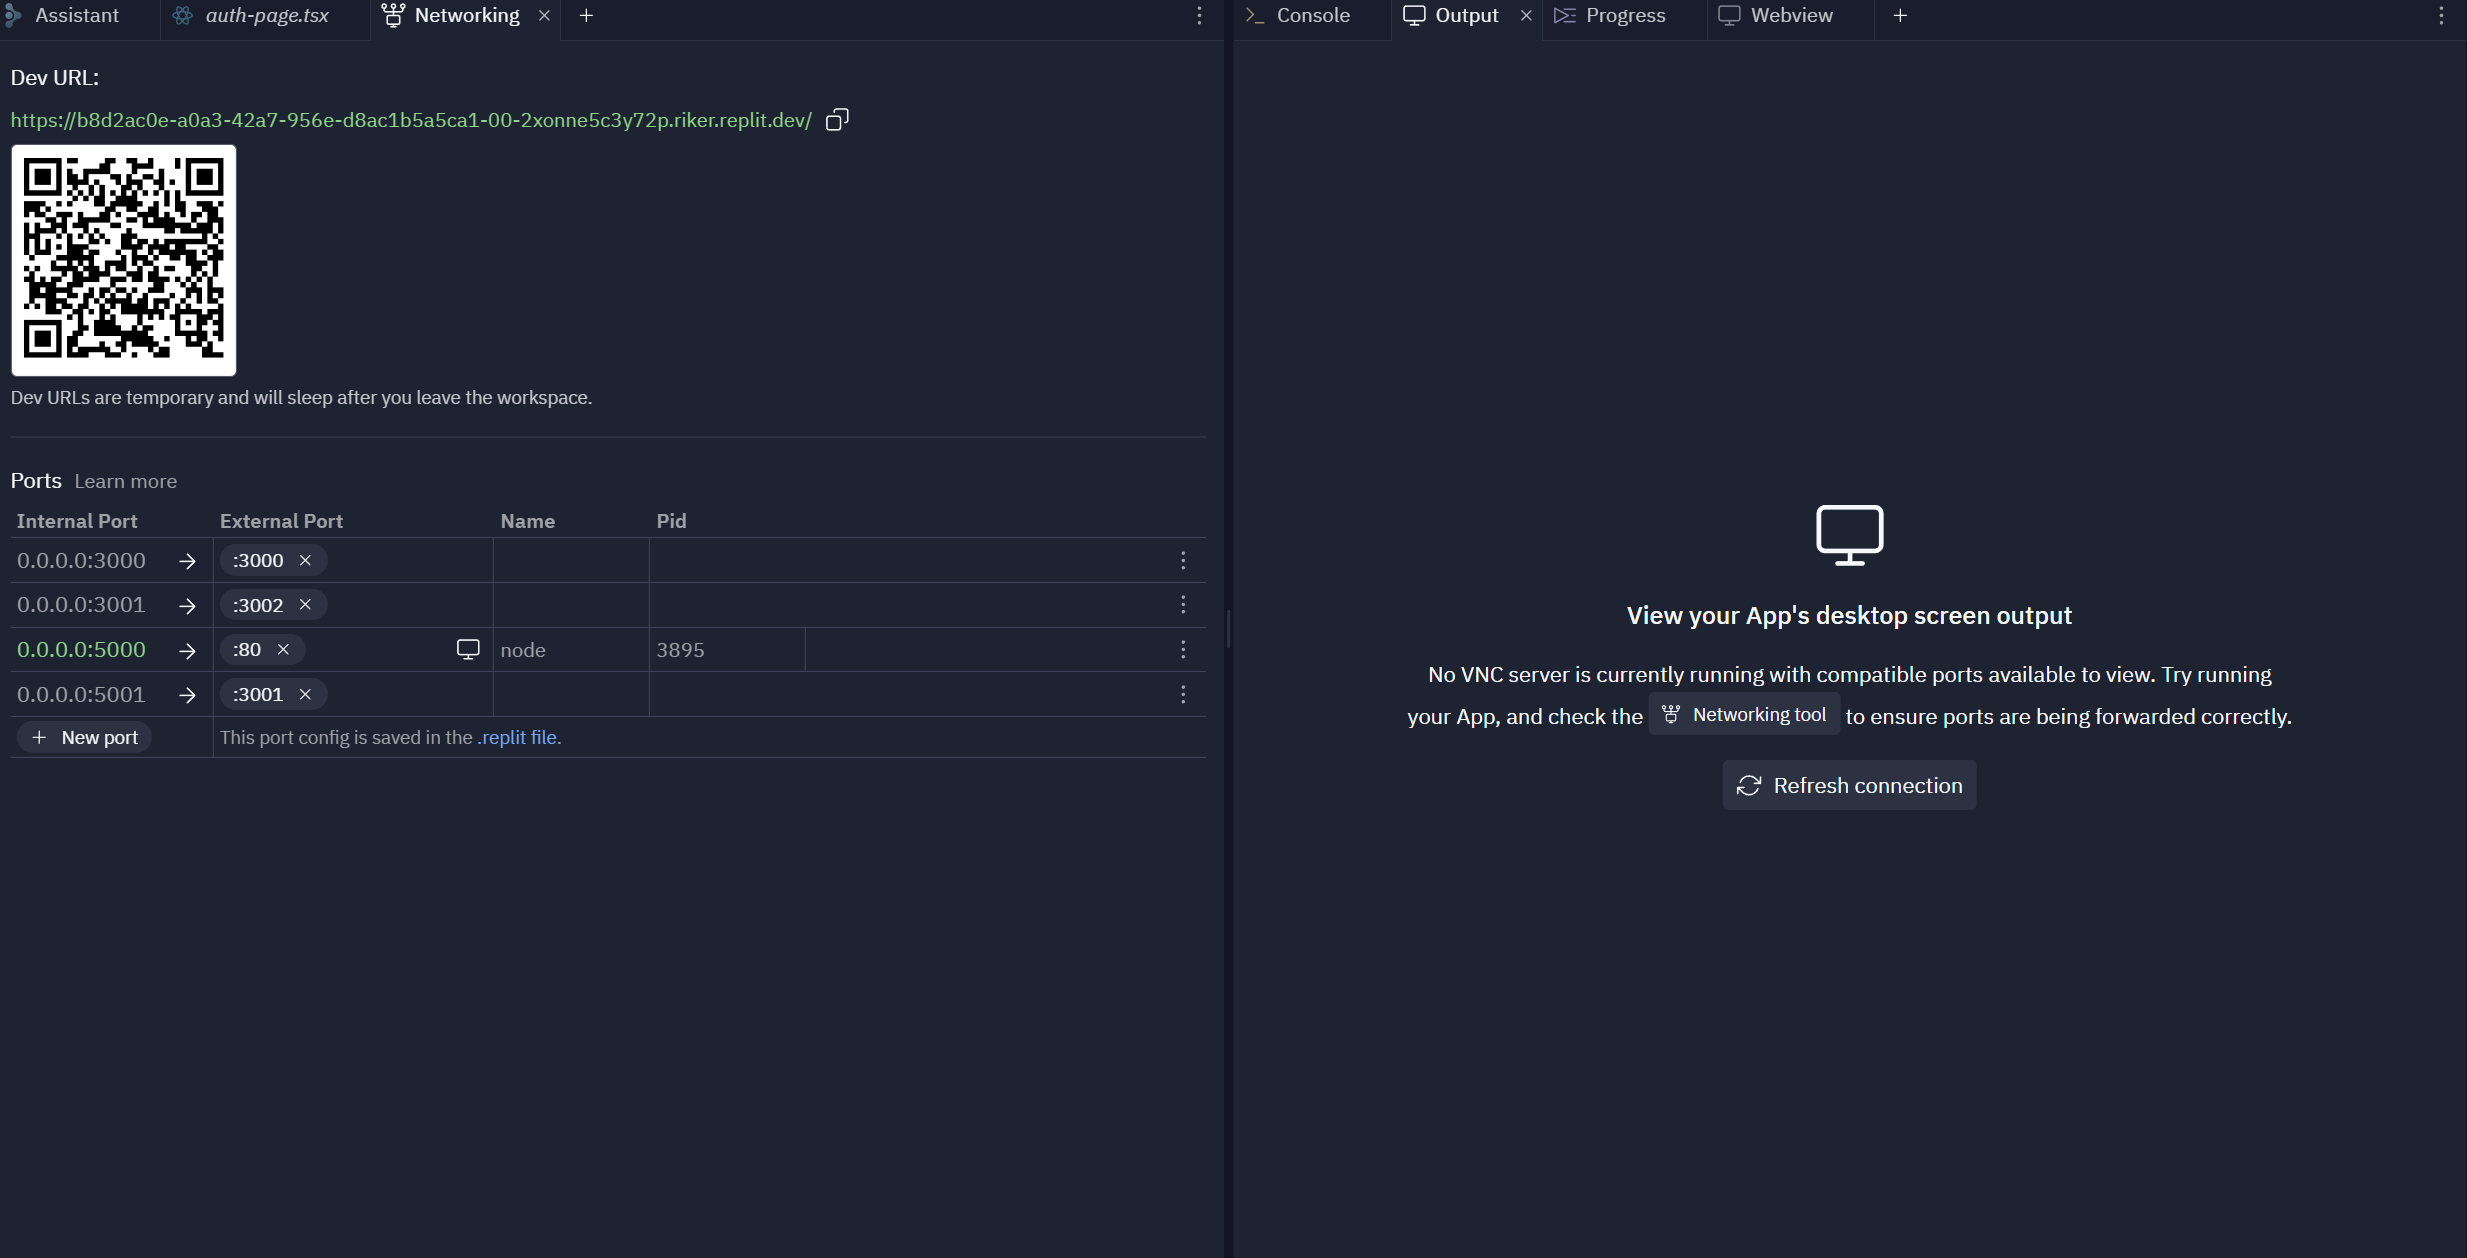 Assistant
auth-page.tsx
Networking
Console
Output
Progress
Webview
Dev URL:
https://b8d2ac0e-a0a3-42a7-956e-d8ac1b5a5ca1-00-2xonne5c3y72p.riker.replit.dev/
Dev URLs are temporary and will sleep after you leave the workspace.
Ports Learn more
Internal Port External Port Name Pid
0.0.0.0:3000 → :3000
0.0.0.0:3001 → :3002
0.0.0.0:5000 → :80 node 3895
0.0.0.0:5001 → :3001
+ New port This port config is saved in the .replit file.
View your App's desktop screen output
No VNC server is currently running with compatible ports available to view. Try running
your App, and check the Networking tool to ensure ports are being forwarded correctly.
Refresh connection